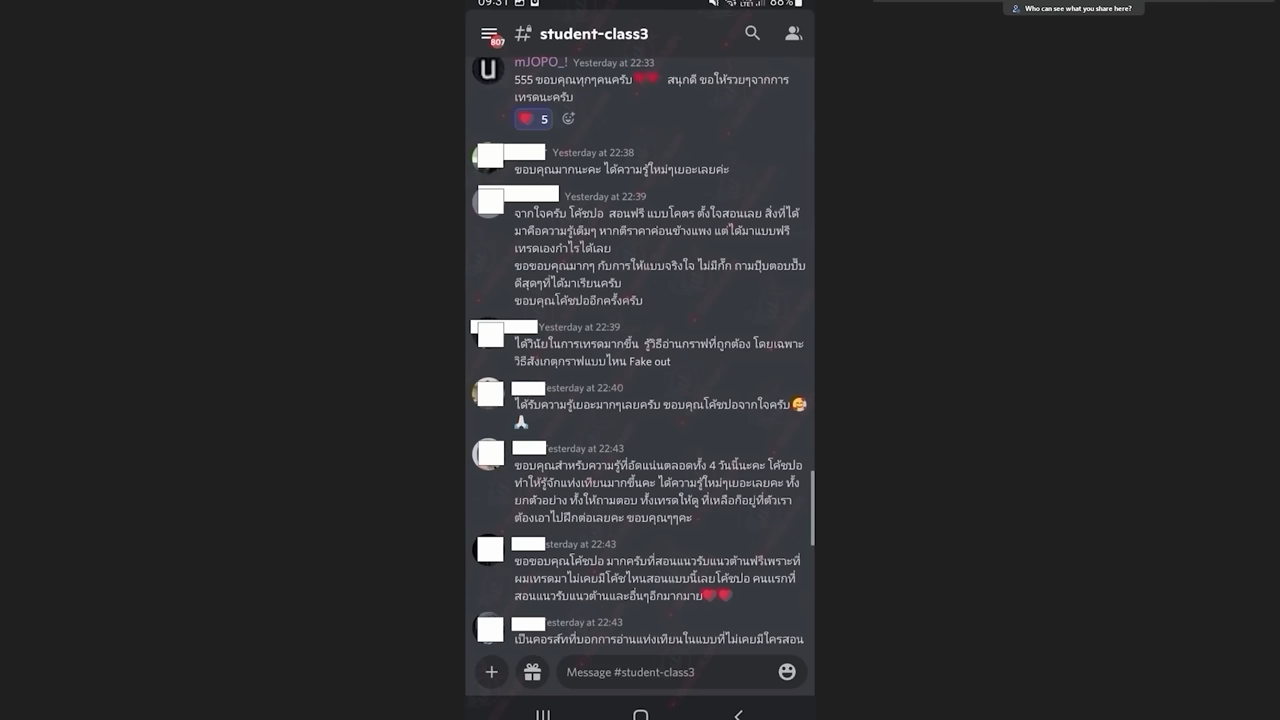 09:31
88%
Who can see what you share here?
807
student-class3
mJOPO_! Yesterday at 22:33
555 ขอบคุณทุกๆคนครับ❤️❤️ สนุกดี ขอให้รวยๆจากการ
เทรดนะครับ
❤️ 5
Yesterday at 22:38
ขอบคุณมากนะคะ ได้ความรู้ใหม่ๆเยอะเลยค่ะ
Yesterday at 22:39
จากใจครับ โค้ชปอ สอนฟรี แบบโคตร ตั้งใจสอนเลย สิ่งที่ได้
มาคือความรู้เต็มๆ หากตีราคาค่อนข้างแพง แต่ได้มาแบบฟรี
เทรดเองกำไรได้เลย
ขอขอบคุณมากๆ กับการให้แบบจริงใจ ไม่มีกั๊ก ถามปุ๊บตอบปั๊บ
ดีสุดๆที่ได้มาเรียนครับ
ขอบคุณโค้ชปออีกครั้งครับ
Yesterday at 22:39
ได้วินัยในการเทรดมากขึ้น รู้วิธีอ่านกราฟที่ถูกต้อง โดยเฉพาะ
วิธีสังเกตุกราฟแบบไหน Fake out
esterday at 22:40
ได้รับความรู้เยอะมากๆเลยครับ ขอบคุณโค้ชปอจากใจครับ🥰
🙏
esterday at 22:43
ขอบคุณสำหรับความรู้ที่อัดแน่นตลอดทั้ง 4 วันนี้นะคะ โค้ชปอ
ทำให้รู้จักแท่งเทียนมากขึ้นคะ ได้ความรู้ใหม่ๆเยอะเลยคะ ทั้ง
ยกตัวอย่าง ทั้งให้ถามตอบ ทั้งเทรดให้ดู ที่เหลือก็อยู่ที่ตัวเรา
ต้องเอาไปฝึกต่อเลยคะ ขอบคุณๆๆคะ
sterday at 22:43
ขอขอบคุณโค้ชปอ มากครับที่สอนแนวรับแนวต้านฟรีเพราะที่
ผมเทรดมาไม่เคยมีโค้ชไหนสอนแบบนี้เลยโค้ชปอ คนแรกที่
สอนแนวรับแนวต้านและอื่นๆอีกมากมาย❤️❤️
esterday at 22:43
เป็นคอร์สที่บอกการอ่านแท่งเทียนในแบบที่ไม่เคยมีใครสอน
Message #student-class3